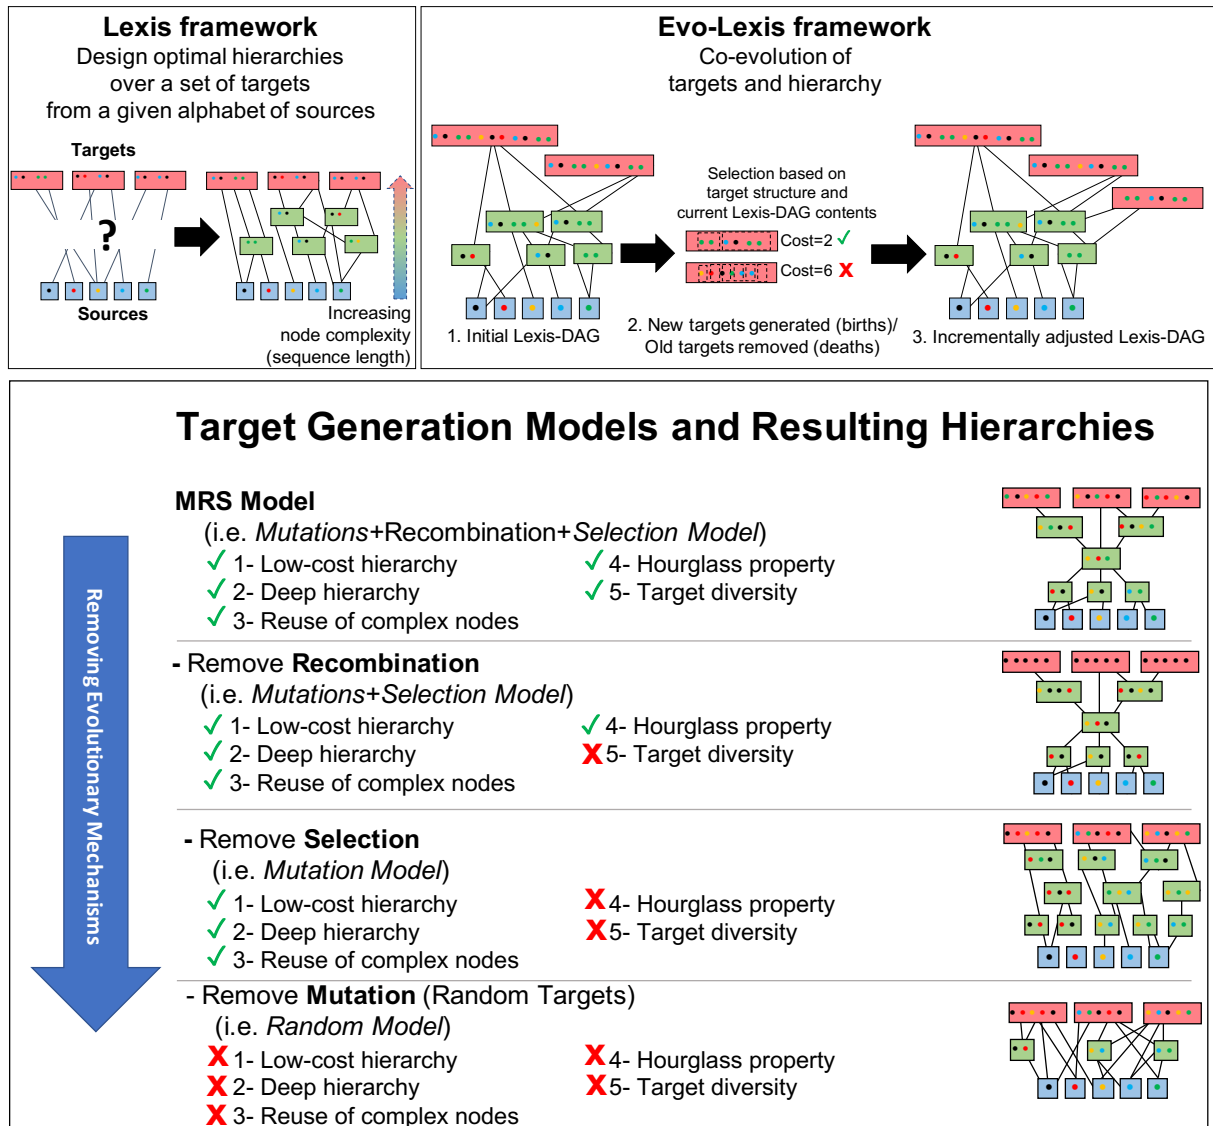 Lexis framework
Design optimal hierarchies
over a set of targets
from a given alphabet of sources
Targets
?
Sources
Increasing
node complexity
(sequence length)
Evo-Lexis framework
Co-evolution of
targets and hierarchy
Selection based on
target structure and
current Lexis-DAG contents
Cost=2 ✓
Cost=6 X
1. Initial Lexis-DAG
2. New targets generated (births)/
Old targets removed (deaths)
3. Incrementally adjusted Lexis-DAG
Target Generation Models and Resulting Hierarchies
Removing Evolutionary Mechanisms
MRS Model
(i.e. Mutations+Recombination+Selection Model)
✓ 1- Low-cost hierarchy
✓ 2- Deep hierarchy
✓ 3- Reuse of complex nodes
✓ 4- Hourglass property
✓ 5- Target diversity
- Remove Recombination
(i.e. Mutations+Selection Model)
✓ 1- Low-cost hierarchy
✓ 2- Deep hierarchy
✓ 3- Reuse of complex nodes
✓ 4- Hourglass property
X 5- Target diversity
- Remove Selection
(i.e. Mutation Model)
✓ 1- Low-cost hierarchy
✓ 2- Deep hierarchy
✓ 3- Reuse of complex nodes
X 4- Hourglass property
X 5- Target diversity
- Remove Mutation (Random Targets)
(i.e. Random Model)
X 1- Low-cost hierarchy
X 2- Deep hierarchy
X 3- Reuse of complex nodes
X 4- Hourglass property
X 5- Target diversity